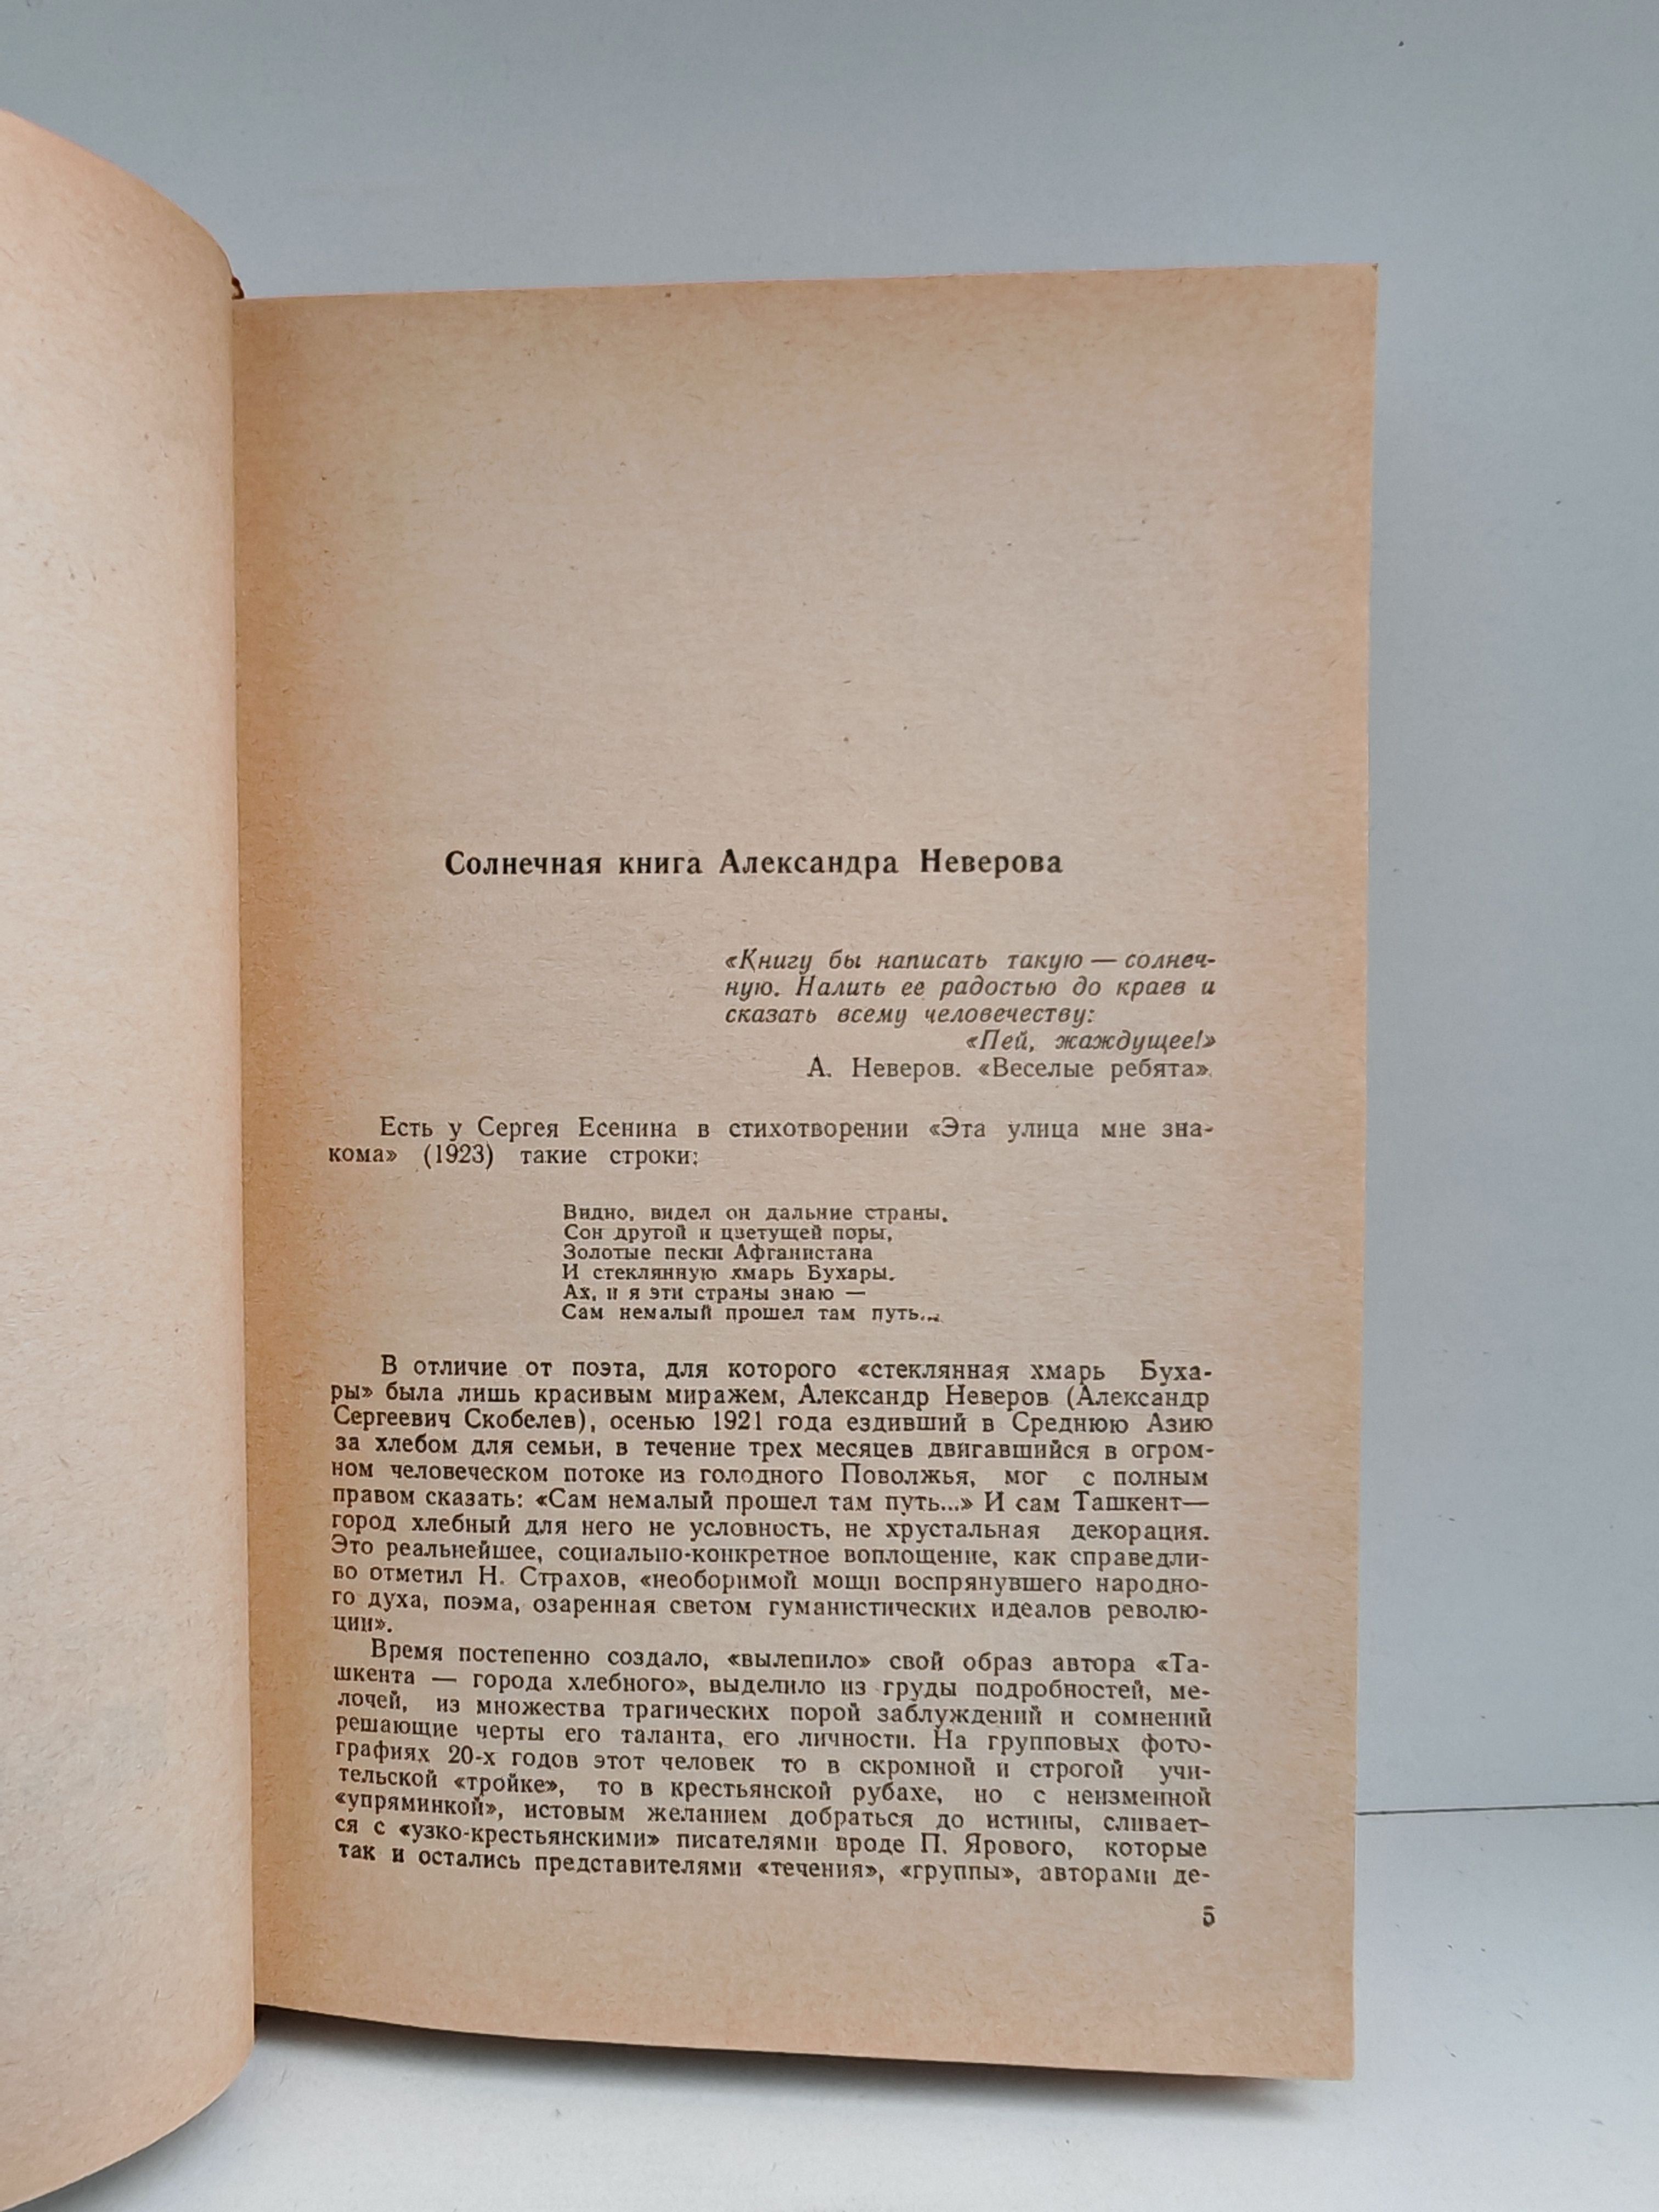 Солнечная книга Александра Неверова
«Книгу бы написать такую — солнеч-
ную. Налить ее радостью до краев и
сказать всему человечеству:
«Пей, жаждущее!»
А. Неверов. «Веселые ребята».
Есть у Сергея Есенина в стихотворении «Эта улица мне зна-
кома» (1923) такие строки:
Видно, видел он дальние страны,
Сон другой и цветущей поры,
Золотые пески Афганистана
И стеклянную хмарь Бухары.
Ах, и я эти страны знаю —
Сам немалый прошел там путь...
В отличие от поэта, для которого «стеклянная хмарь Буха-
ры» была лишь красивым миражем, Александр Неверов (Александр
Сергеевич Скобелев), осенью 1921 года ездивший в Среднюю Азию
за хлебом для семьи, в течение трех месяцев двигавшийся в огром-
ном человеческом потоке из голодного Поволжья, мог с полным
правом сказать: «Сам немалый прошел там путь...» И сам Ташкент—
город хлебный для него не условность, не хрустальная декорация.
Это реальнейшее, социально-конкретное воплощение, как справедли-
во отметил Н. Страхов, «необоримой мощи воспрянувшего народно-
го духа, поэма, озаренная светом гуманистических идеалов револю-
ции».
Время постепенно создало, «вылепило» свой образ автора «Та-
шкента — города хлебного», выделило из груды подробностей, ме-
лочей, из множества трагических порой заблуждений и сомнений
решающие черты его таланта, его личности. На групповых фото-
графиях 20-х годов этот человек то в скромной и строгой учи-
тельской «тройке», то в крестьянской рубахе, но с неизменной
«упряминкой», истовым желанием добраться до истины, сливает-
ся с «узко-крестьянскими» писателями вроде П. Ярового, которые
так и остались представителями «течения», «группы», авторами де-
5